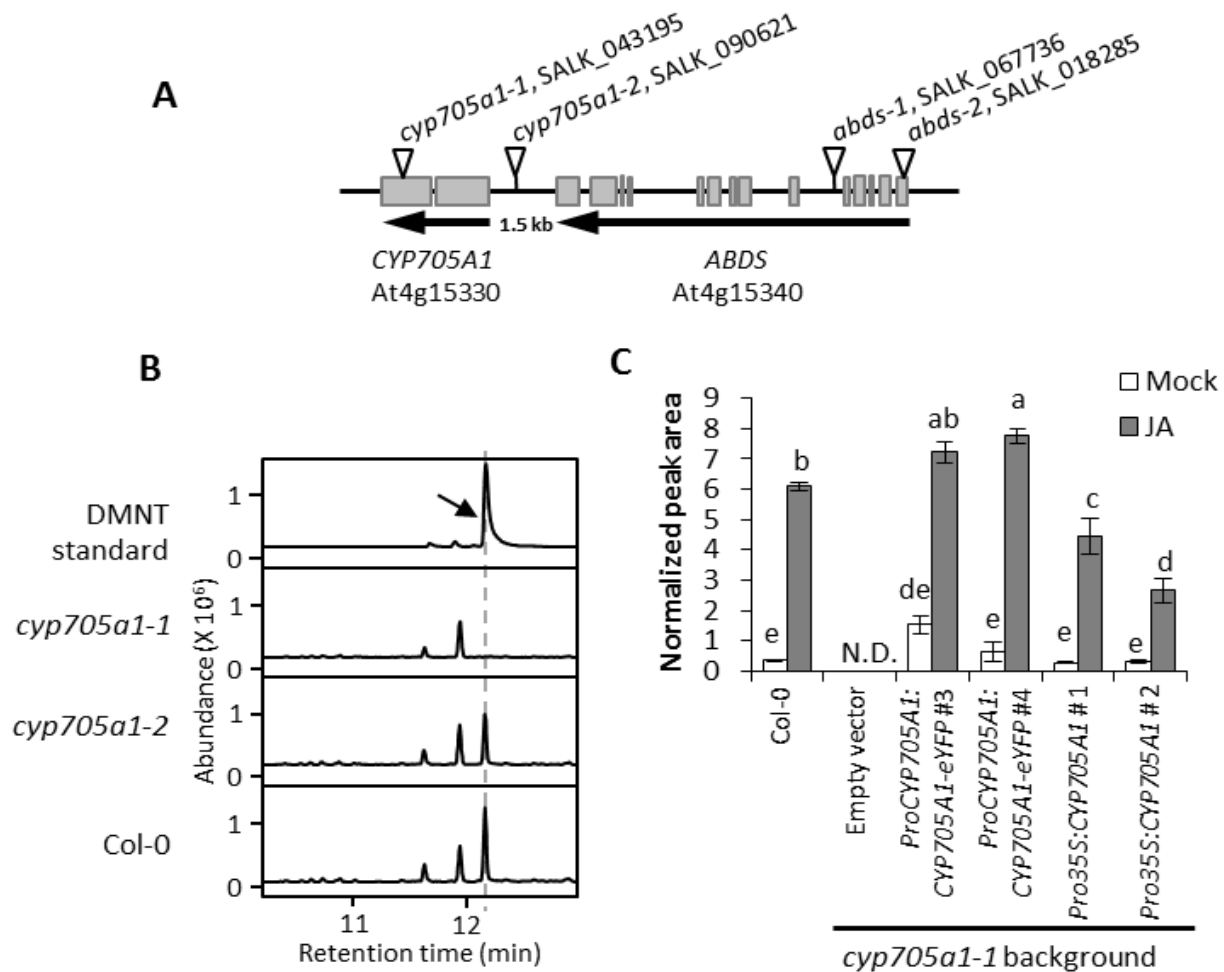 A
cyp705a1-1, SALK_043195
cyp705a1-2, SALK_090621
abds-1, SALK_067736
abds-2, SALK_018285
1.5 kb
CYP705A1
At4g15330
ABDS
At4g15340
B
DMNT
standard
cyp705a1-1
cyp705a1-2
Col-0
Abundance (X 10⁶)
1
0
1
0
1
0
1
0
11
12
Retention time (min)
C
Mock
JA
Normalized peak area
9
8
7
6
5
4
3
2
1
0
e
b
N.D.
de
ab
e
a
e
c
e
d
Col-0
Empty vector
ProCYP705A1:
CYP705A1-eYFP #3
ProCYP705A1:
CYP705A1-eYFP #4
Pro35S:CYP705A1 #1
Pro35S:CYP705A1 #2
cyp705a1-1 background